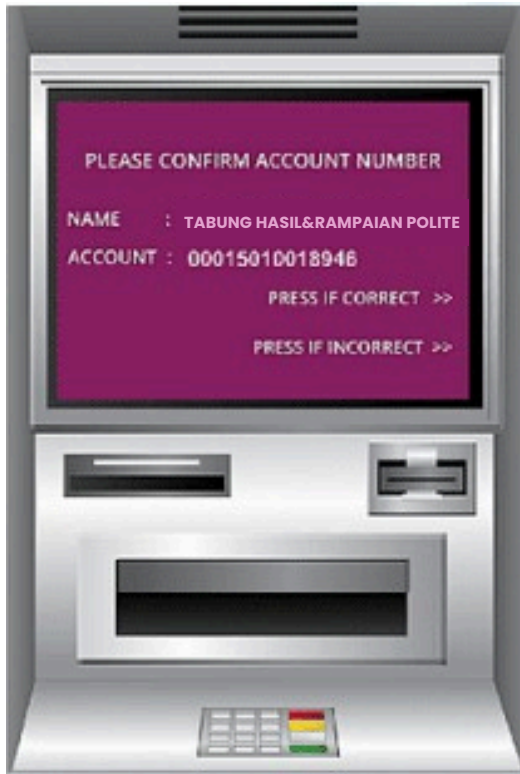 PLEASE CONFIRM ACCOUNT NUMBER
NAME : TABUNG HASIL&RAMPAIAN POLITE
ACCOUNT : 00015010018946
PRESS IF CORRECT >>
PRESS IF INCORRECT >>